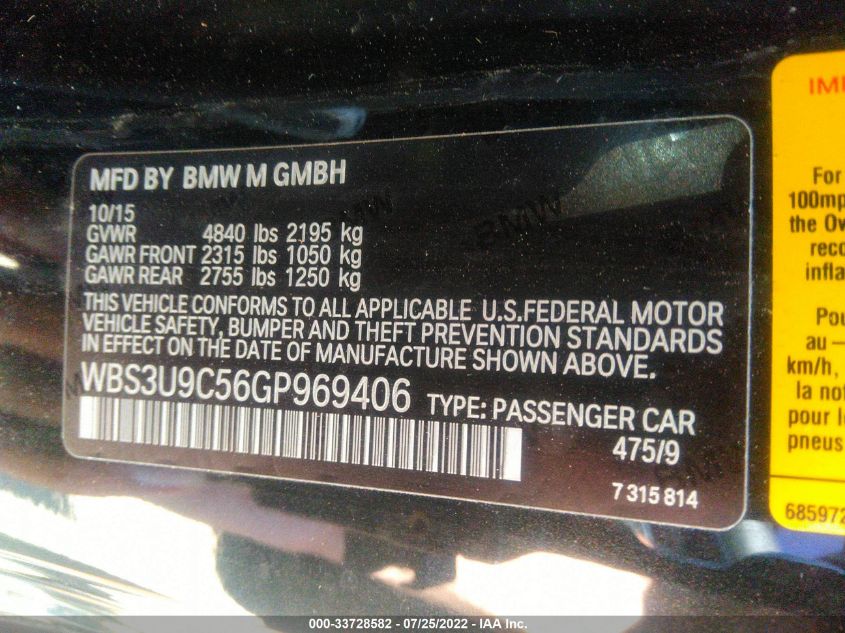 MFD BY BMW M GMBH
10/15
GVWR 4840 lbs 2195 kg
GAWR FRONT 2315 lbs 1050 kg
GAWR REAR 2755 lbs 1250 kg
THIS VEHICLE CONFORMS TO ALL APPLICABLE U.S.FEDERAL MOTOR
VEHICLE SAFETY, BUMPER AND THEFT PREVENTION STANDARDS
IN EFFECT ON THE DATE OF MANUFACTURE SHOWN ABOVE.
WBS3U9C56GP969406 TYPE: PASSENGER CAR
475/9
7 315 814
BMW
BMW
For
100mp
the Ov
reco
infla
Pou
au —
km/h,
la not
pour le
pneus
685972
000-33728582 - 07/25/2022 - IAA Inc.